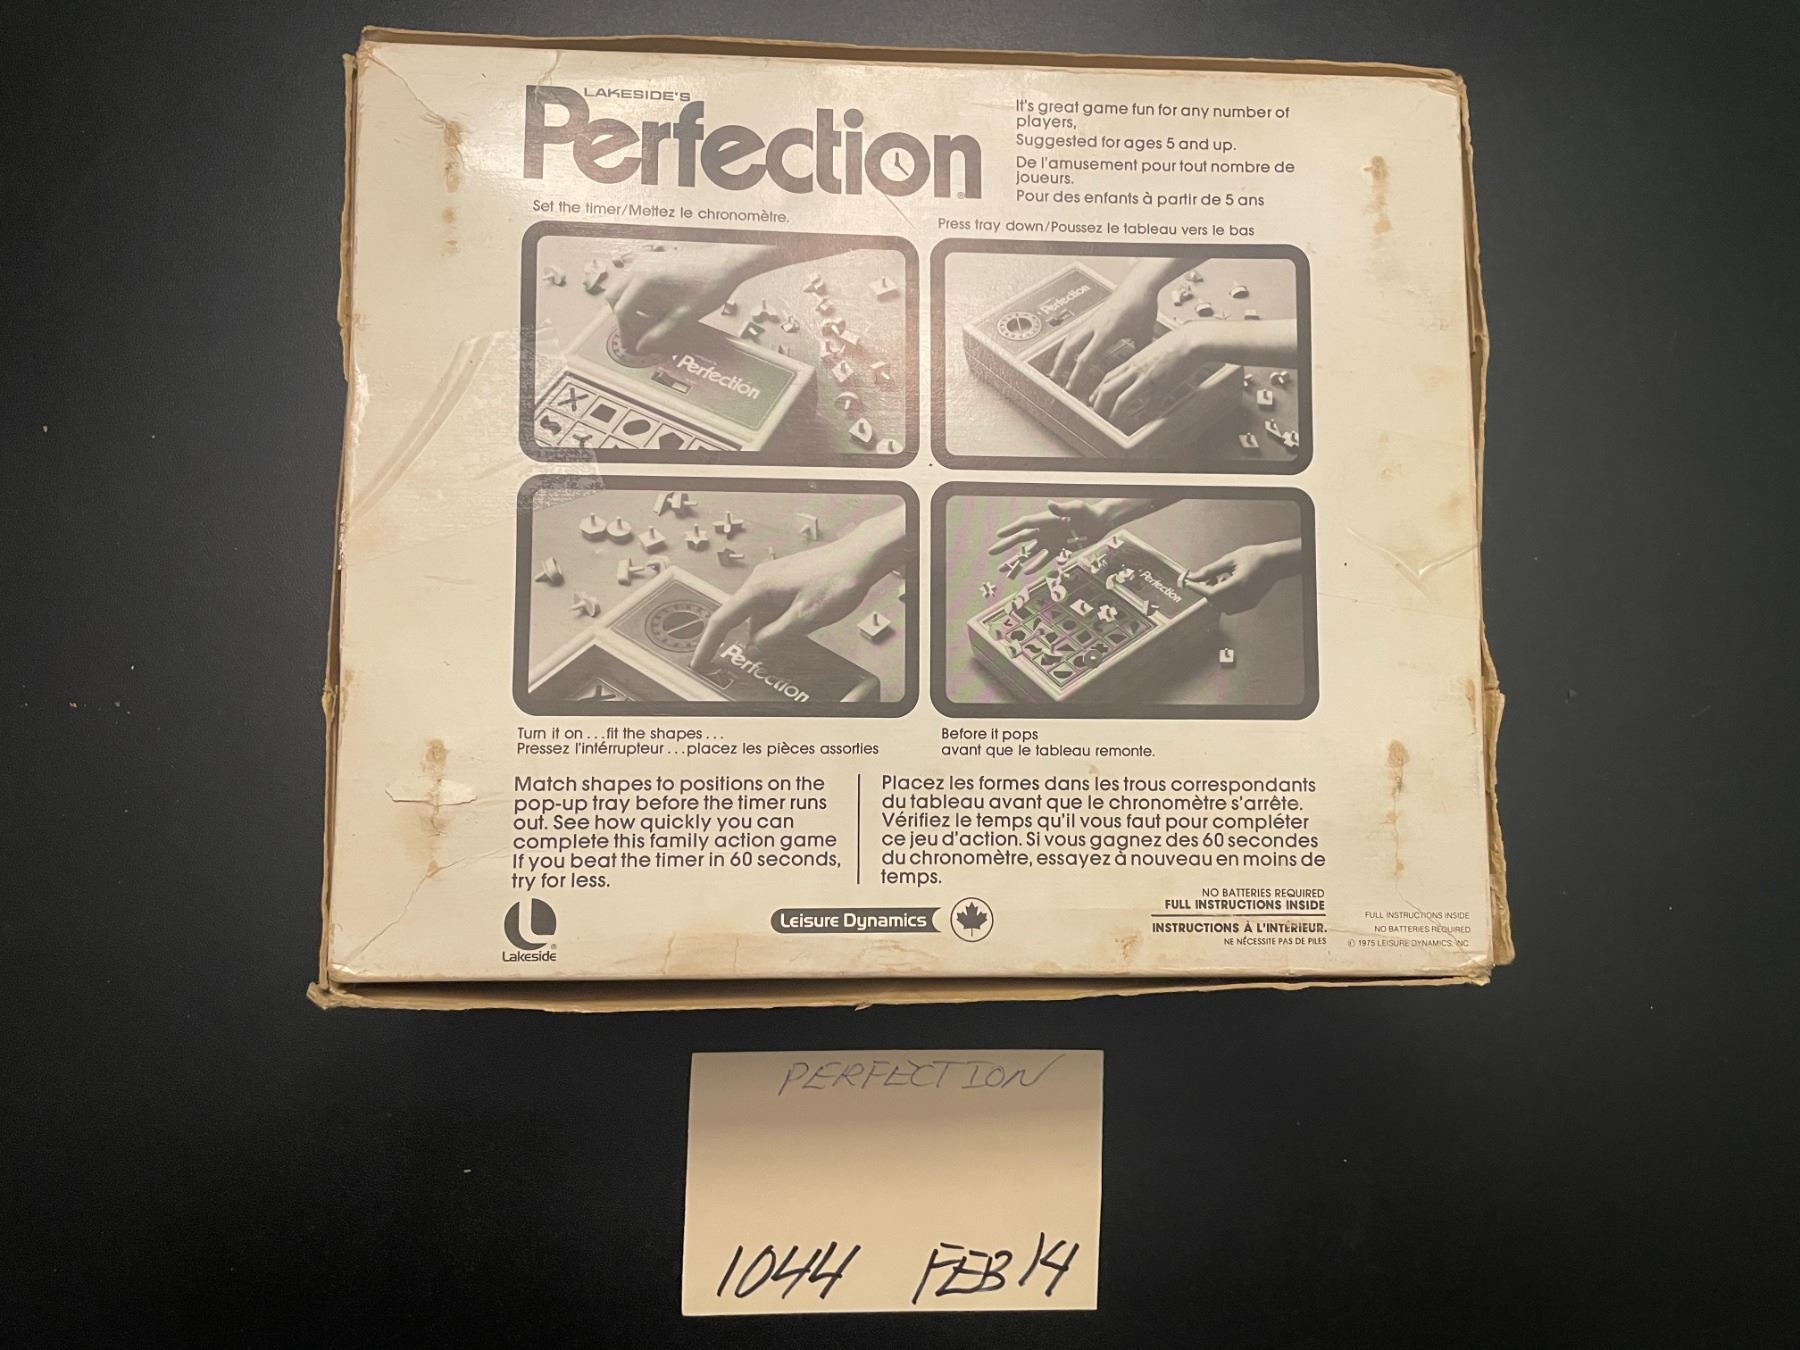 LAKESIDE'S
Perfection®
It's great game fun for any number of
players,
Suggested for ages 5 and up.
De l'amusement pour tout nombre de
joueurs.
Pour des enfants à partir de 5 ans
Set the timer/Mettez le chronomètre.
Press tray down/Poussez le tableau vers le bas
Perfection
Perfection
Perfection
Perfection
Turn it on...fit the shapes...
Pressez l'intérrupteur...placez les pièces assorties
Before it pops
avant que le tableau remonte.
Match shapes to positions on the
pop-up tray before the timer runs
out. See how quickly you can
complete this family action game
If you beat the timer in 60 seconds,
try for less.
Placez les formes dans les trous correspondants
du tableau avant que le chronomètre s'arrête.
Vérifiez le temps qu'il vous faut pour compléter
ce jeu d'action. Si vous gagnez des 60 secondes
du chronomètre, essayez à nouveau en moins de
temps.
Lakeside®
Leisure Dynamics
NO BATTERIES REQUIRED
FULL INSTRUCTIONS INSIDE
INSTRUCTIONS À L'INTÉRIEUR.
NE NÉCESSITE PAS DE PILES
FULL INSTRUCTIONS INSIDE
NO BATTERIES REQUIRED
© 1975 LEISURE DYNAMICS, INC.
PERFECTION
1044 FEB 14